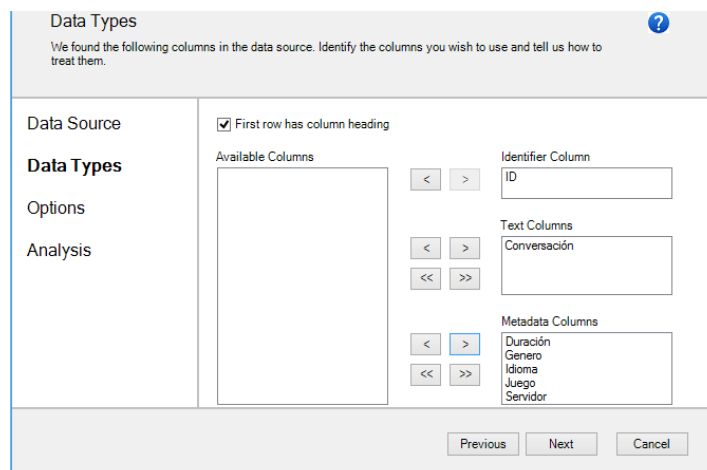 Data Types
We found the following columns in the data source. Identify the columns you wish to use and tell us how to
treat them.
?
Data Source
Data Types
Options
Analysis
First row has column heading
Available Columns
< >
Identifier Column
ID
Text Columns
< >
<< >>
Conversación
Metadata Columns
< >
<< >>
Duración
Genero
Idioma
Juego
Servidor
Previous Next Cancel